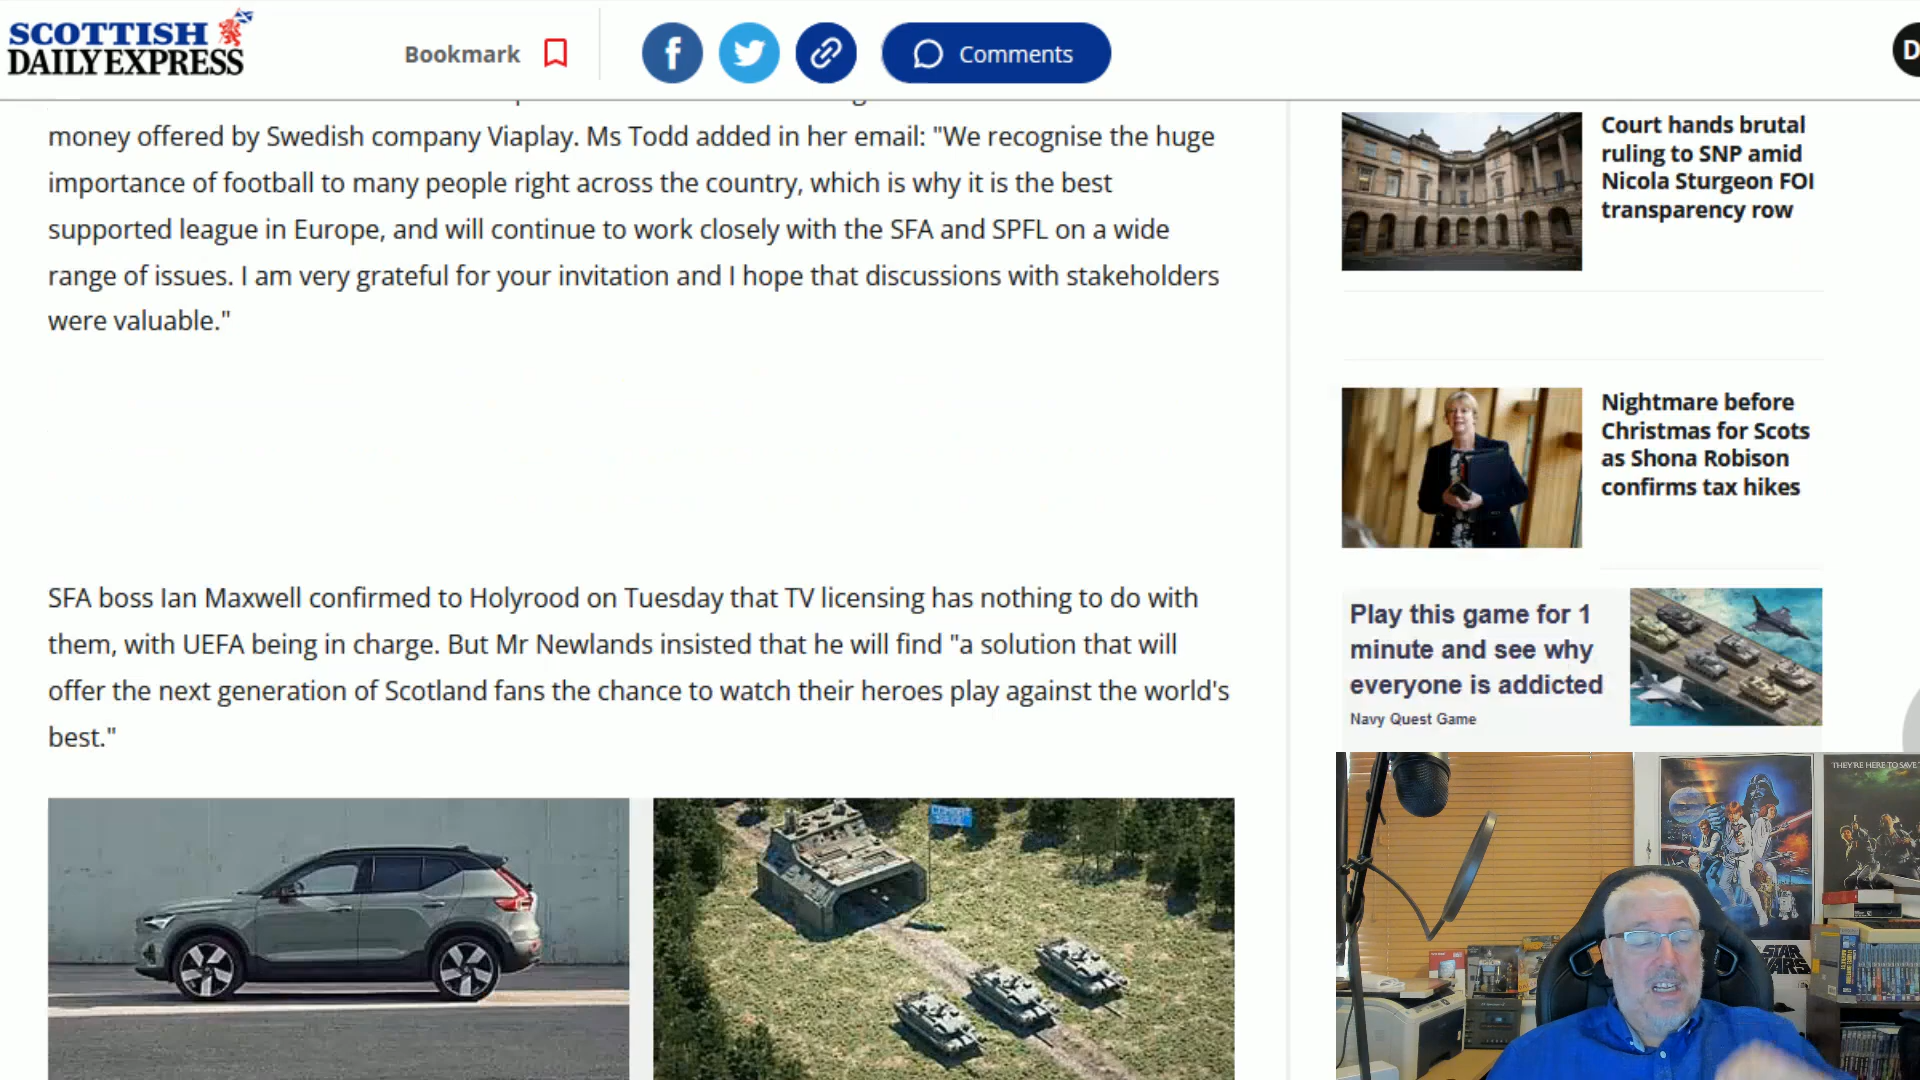 SCOTTISH
DAILY EXPRESS
Bookmark
Comments
D
money offered by Swedish company Viaplay. Ms Todd added in her email: "We recognise the huge
importance of football to many people right across the country, which is why it is the best
supported league in Europe, and will continue to work closely with the SFA and SPFL on a wide
range of issues. I am very grateful for your invitation and I hope that discussions with stakeholders
were valuable."
SFA boss Ian Maxwell confirmed to Holyrood on Tuesday that TV licensing has nothing to do with
them, with UEFA being in charge. But Mr Newlands insisted that he will find "a solution that will
offer the next generation of Scotland fans the chance to watch their heroes play against the world's
best."
Court hands brutal
ruling to SNP amid
Nicola Sturgeon FOI
transparency row
Nightmare before
Christmas for Scots
as Shona Robison
confirms tax hikes
Play this game for 1
minute and see why
everyone is addicted
Navy Quest Game
THEY'RE HERE TO SAVE
STAR
WARS